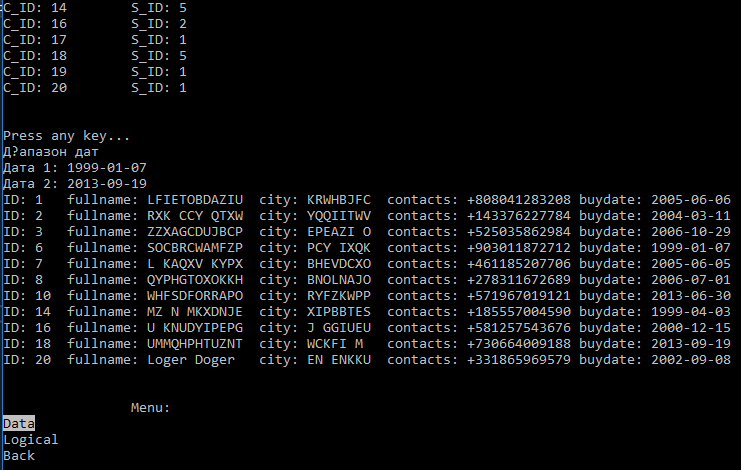 C_ID: 14 S_ID: 5
C_ID: 16 S_ID: 2
C_ID: 17 S_ID: 1
C_ID: 18 S_ID: 5
C_ID: 19 S_ID: 1
C_ID: 20 S_ID: 1
Press any key...
Д?апазон дат
Дата 1: 1999-01-07
Дата 2: 2013-09-19
ID: 1 fullname: LFIETOBDAZIU city: KRWHBJFC contacts: +808041283208 buydate: 2005-06-06
ID: 2 fullname: RXK CCY QTXW city: YQQIITWV contacts: +143376227784 buydate: 2004-03-11
ID: 3 fullname: ZZXAGCDUJBCP city: EPEAZI O contacts: +525035862984 buydate: 2006-10-29
ID: 6 fullname: SOCBRCWAMFZP city: PCY IXQK contacts: +903011872712 buydate: 1999-01-07
ID: 7 fullname: L KAQXV KYPX city: BHEVDCXO contacts: +461185207706 buydate: 2005-06-05
ID: 8 fullname: QYPHGTOXOKKH city: BNOLNAJO contacts: +278311672689 buydate: 2006-07-01
ID: 10 fullname: WHFSDFORRAPO city: RYFZKWPP contacts: +571967019121 buydate: 2013-06-30
ID: 14 fullname: MZ N MKXDNJE city: XIPBBTES contacts: +185557004590 buydate: 1999-04-03
ID: 16 fullname: U KNUDYIPEPG city: J GGIUEU contacts: +581257543676 buydate: 2000-12-15
ID: 18 fullname: UMMQHPHTUZNT city: WCKFI M contacts: +730664009188 buydate: 2013-09-19
ID: 20 fullname: Loger Doger city: EN ENKKU contacts: +331865969579 buydate: 2002-09-08
Menu:
Data
Logical
Back